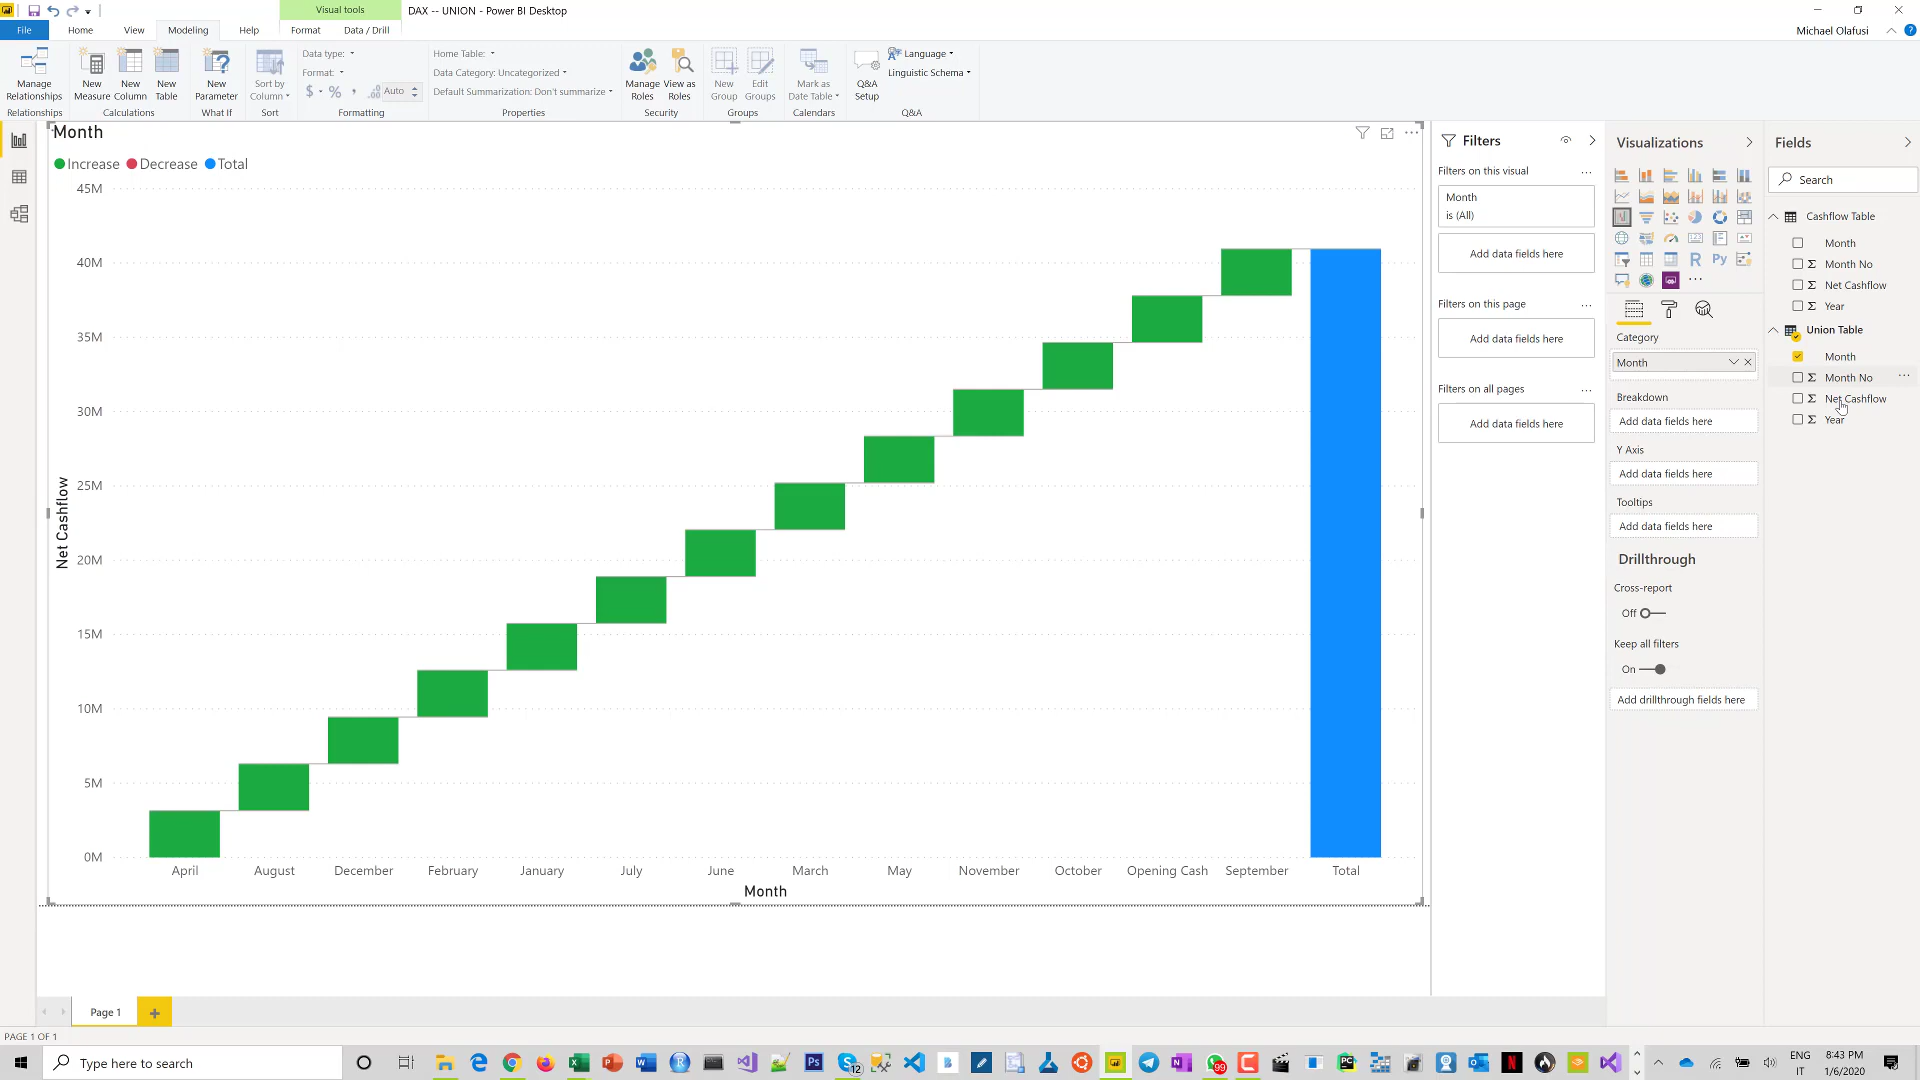 Visual tools
DAX -- UNION - Power BI Desktop
File
Home
View
Modeling
Help
Format
Data / Drill
Michael Olafusi
Manage Relationships
New Measure
New Column
New Table
New Parameter
Sort by Column
Data type:
Format:
$ % , .00 Auto
Home Table:
Data Category: Uncategorized
Default Summarization: Don't summarize
Manage Roles
View as Roles
New Group
Edit Groups
Mark as Date Table
Q&A Setup
Language
Linguistic Schema
Relationships
Calculations
What If
Sort
Formatting
Properties
Security
Groups
Calendars
Q&A
Month
Increase Decrease Total
45M
40M
35M
30M
25M
20M
15M
10M
5M
0M
Net Cashflow
April August December February January July June March May November October Opening Cash September Total
Month
Filters
Filters on this visual
Month
is (All)
Add data fields here
Filters on this page
Add data fields here
Filters on all pages
Add data fields here
Visualizations
R Py
Category
Month
Breakdown
Add data fields here
Y Axis
Add data fields here
Tooltips
Add data fields here
Drillthrough
Cross-report
Off
Keep all filters
On
Add drillthrough fields here
Fields
Search
Cashflow Table
Month
Month No
Net Cashflow
Year
Union Table
Month
Month No
Net Cashflow
Year
Page 1
PAGE 1 OF 1
Type here to search
ENG
IT
8:43 PM
1/6/2020